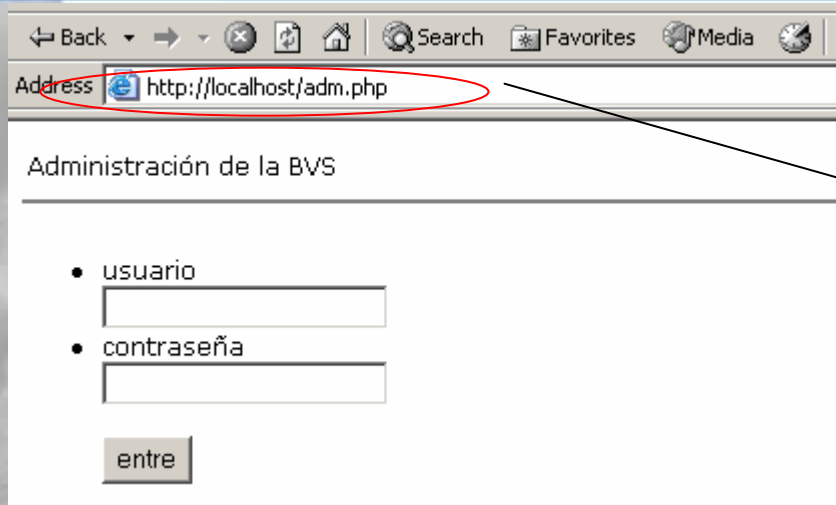 Back Search Favorites Media
Address http://localhost/adm.php
Administración de la BVS
usuario
contraseña
entre